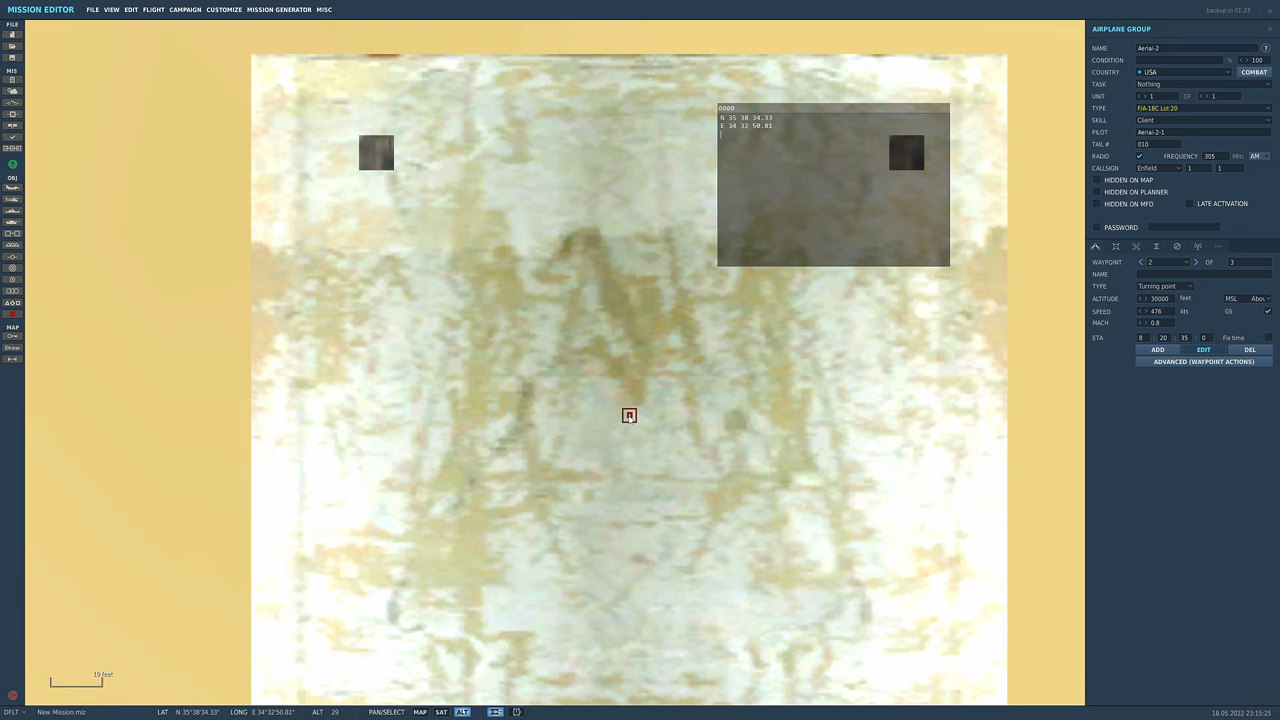 MISSION EDITOR FILE VIEW EDIT FLIGHT CAMPAIGN CUSTOMIZE MISSION GENERATOR MISC backup in 01:23
FILE
MIS
OBJ
MAP
Draw
0000
N 35 38 34.33
E 34 32 50.81
10 feet
AIRPLANE GROUP
NAME Aerial-2 ?
CONDITION % 100
COUNTRY USA COMBAT
TASK Nothing
UNIT 1 OF 1
TYPE F/A-18C Lot 20
SKILL Client
PILOT Aerial-2-1
TAIL # 010
RADIO FREQUENCY 305 MHz AM
CALLSIGN Enfield 1 1
HIDDEN ON MAP
HIDDEN ON PLANNER
HIDDEN ON MFD LATE ACTIVATION
PASSWORD
WAYPOINT 2 OF 3
NAME
TYPE Turning point
ALTITUDE 30000 feet MSL Abov
SPEED 476 kts GS
MACH 0.8
ETA 8 : 20 : 35 / 0 Fix time
ADD EDIT DEL
ADVANCED (WAYPOINT ACTIONS)
DFLT New Mission.miz LAT N 35°38'34.33" LONG E 34°32'50.81" ALT 29 PAN/SELECT MAP SAT ALT 18.05.2022 23:15:25